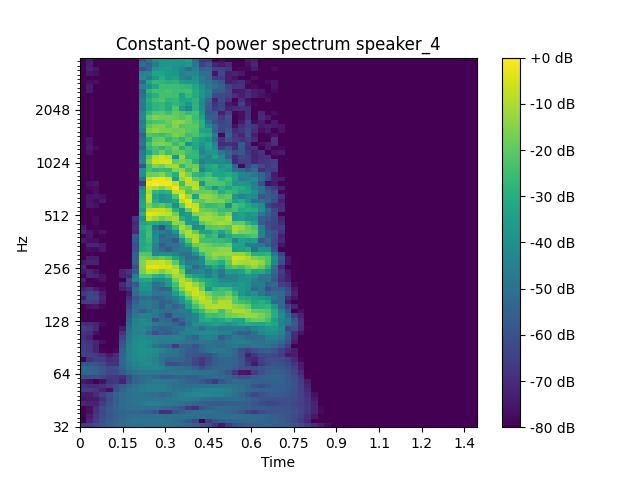 Constant-Q power spectrum speaker_4
Hz
2048
1024
512
256
128
64
32
0 0.15 0.3 0.45 0.6 0.75 0.9 1.1 1.2 1.4
Time
+0 dB
-10 dB
-20 dB
-30 dB
-40 dB
-50 dB
-60 dB
-70 dB
-80 dB